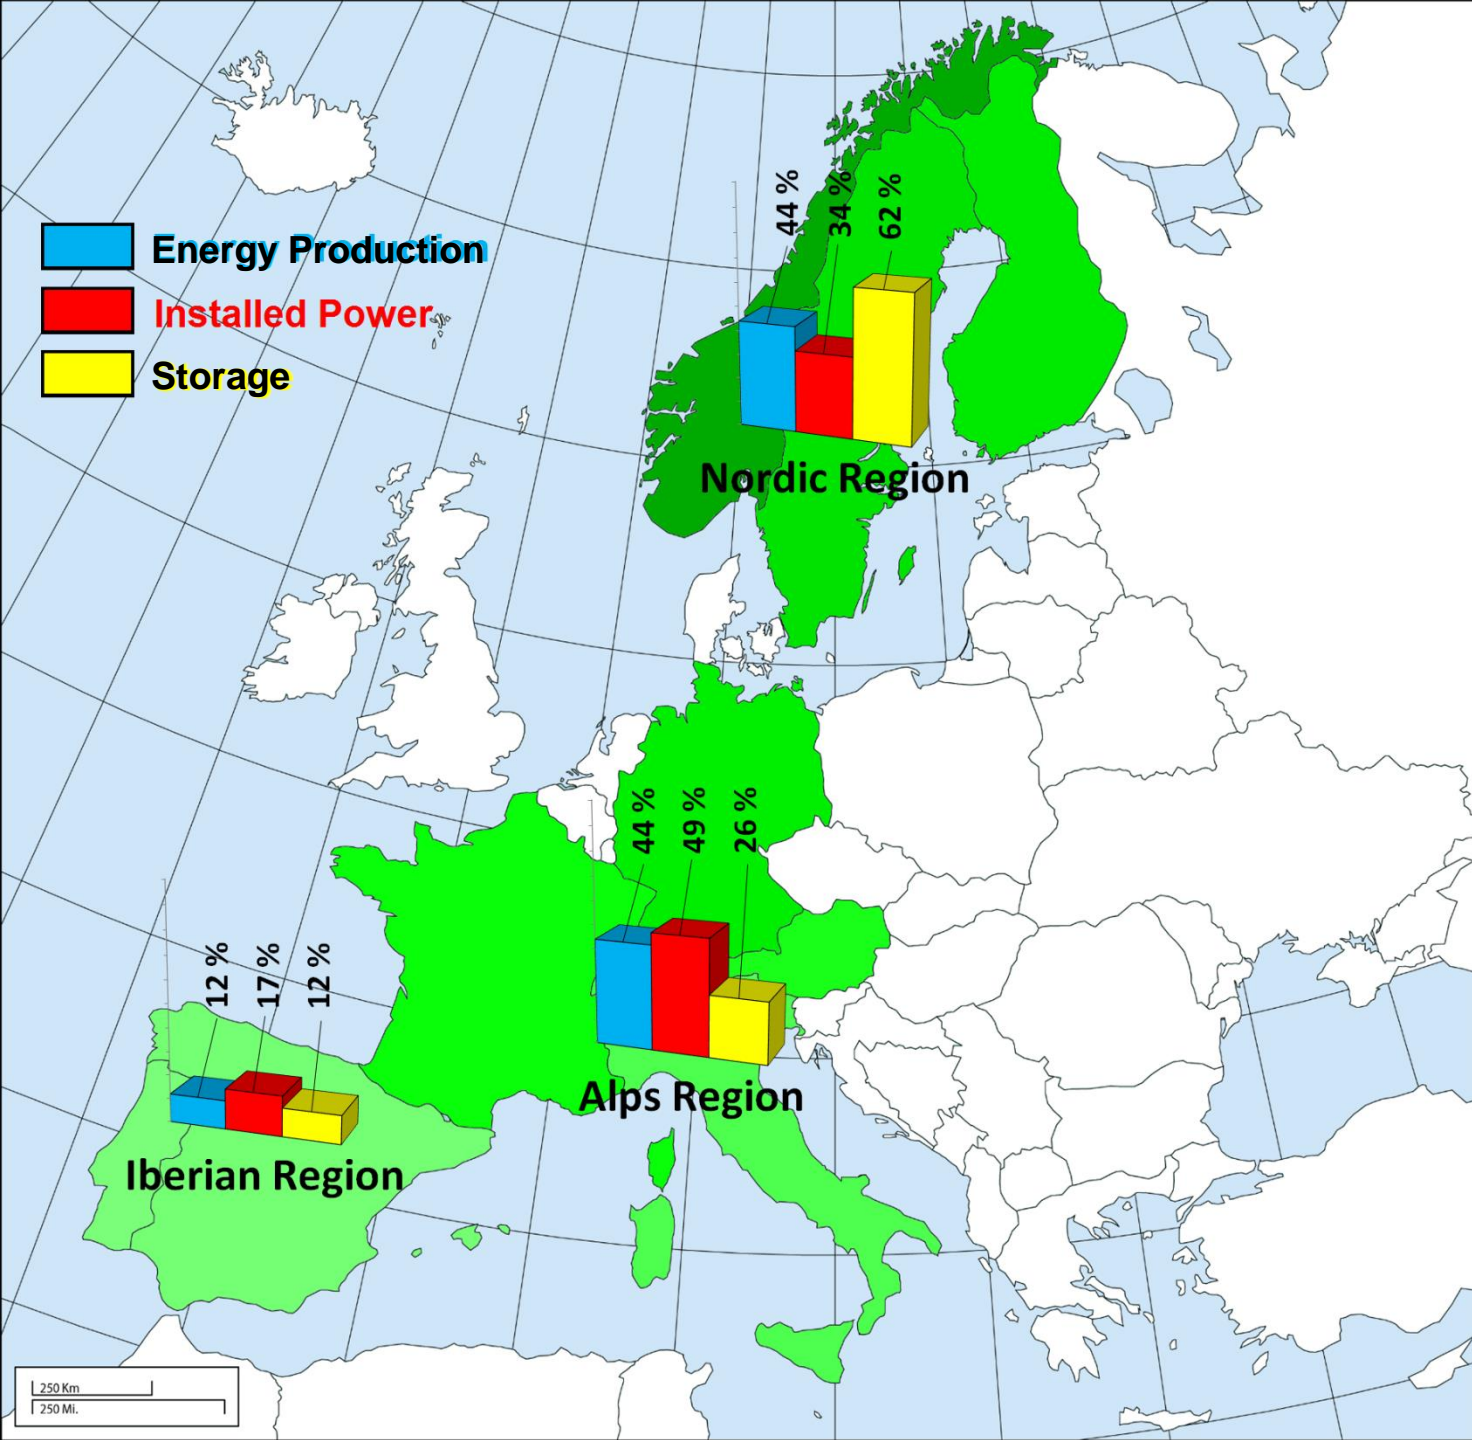 Energy Production
Installed Power
Storage
44 %
34 %
62 %
Nordic Region
44 %
49 %
26 %
Alps Region
12 %
17 %
12 %
Iberian Region
250 Km
250 Mi.